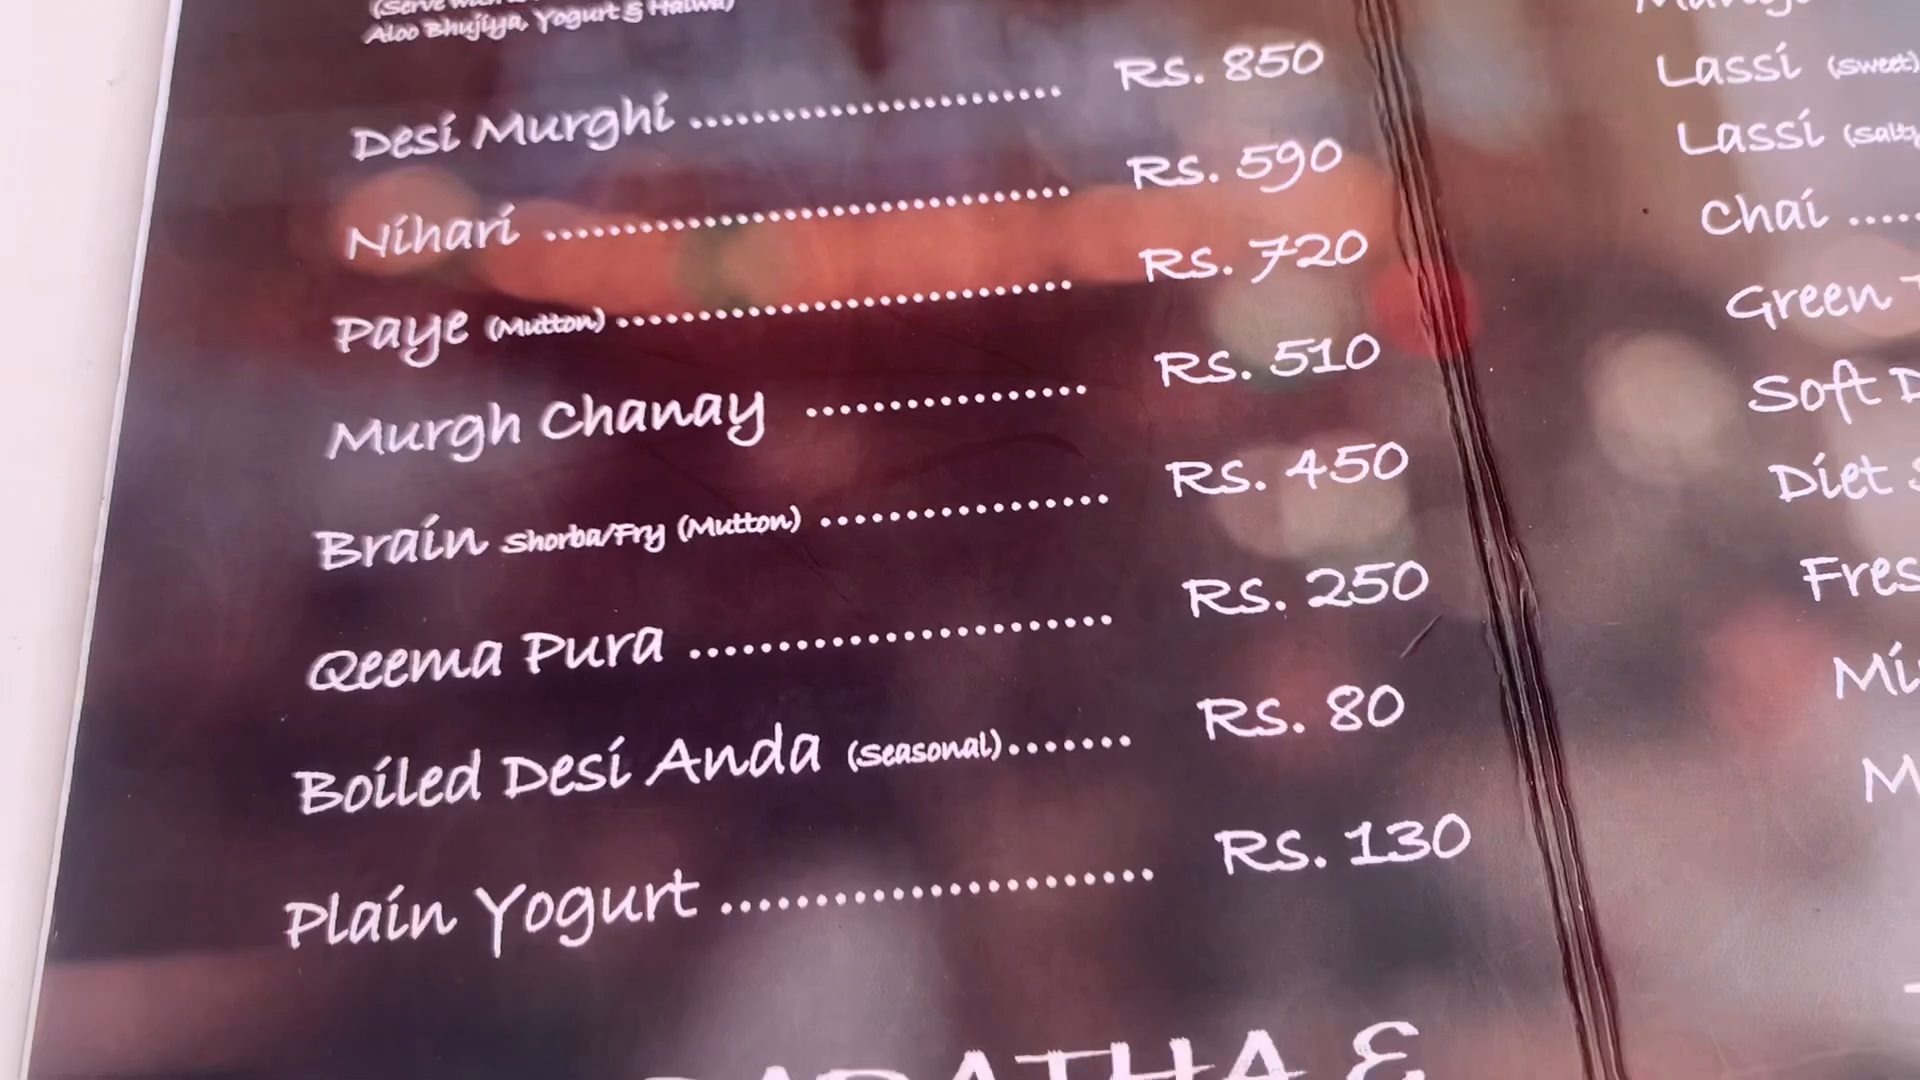 (Serve with
Aloo Bhujiya, Yogurt & Halwa)
Desi Murghi ...................... Rs. 850
Nihari ............................... Rs. 590
Paye (Mutton) ........................... Rs. 720
Murgh Chanay ................ Rs. 510
Brain Shorba/Fry (Mutton) ................ Rs. 450
Qeema Pura ....................... Rs. 250
Boiled Desi Anda (Seasonal)....... Rs. 80
Plain Yogurt ....................... Rs. 130
PARATHA &
Lassi (Sweet)
Lassi (Salty
Chai .....
Green T
Soft D
Diet S
Fres
Mi
M